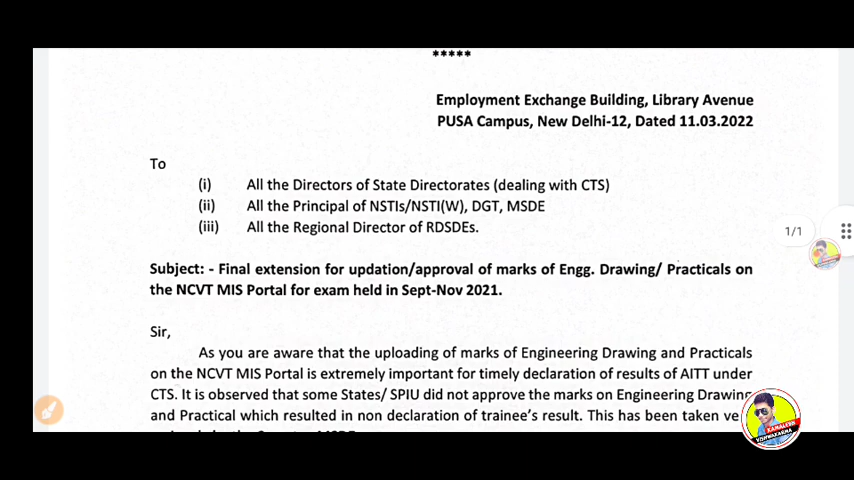 *****
Employment Exchange Building, Library Avenue
PUSA Campus, New Delhi-12, Dated 11.03.2022
To
(i) All the Directors of State Directorates (dealing with CTS)
(ii) All the Principal of NSTIs/NSTI(W), DGT, MSDE
(iii) All the Regional Director of RDSDEs.
1/1
Subject: - Final extension for updation/approval of marks of Engg. Drawing/ Practicals on
the NCVT MIS Portal for exam held in Sept-Nov 2021.
Sir,
As you are aware that the uploading of marks of Engineering Drawing and Practicals
on the NCVT MIS Portal is extremely important for timely declaration of results of AITT under
CTS. It is observed that some States/ SPIU did not approve the marks on Engineering Drawing
and Practical which resulted in non declaration of trainee's result. This has been taken ve
KAMALESH
VISHWAKARMA